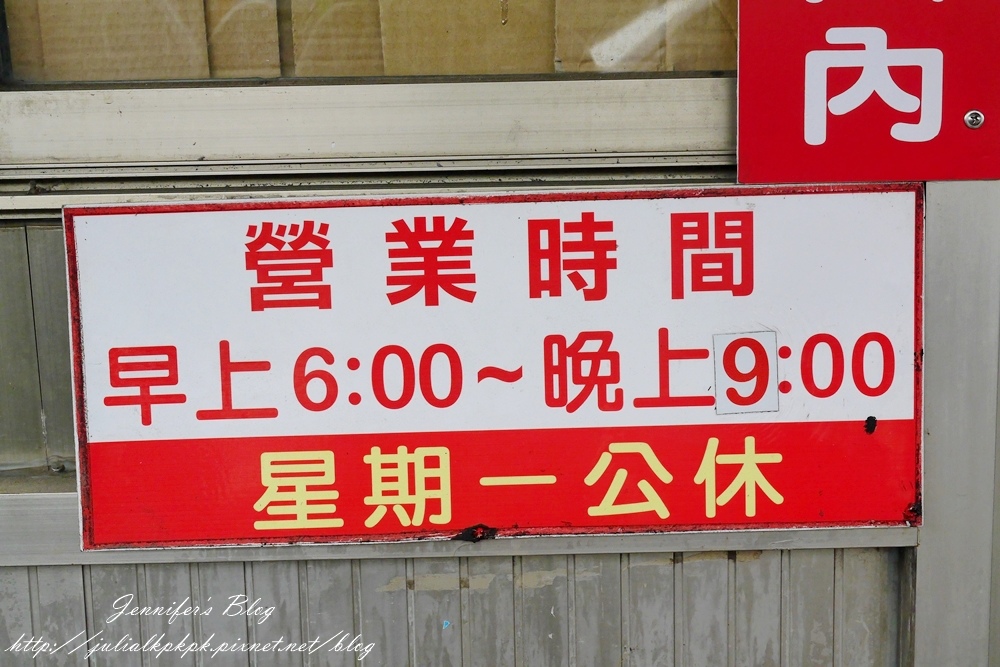 內
營業時間
早上6:00~晚上9:00
星期一公休
Jennifer's Blog
http://julialkpkpk.pixnet.net/blog